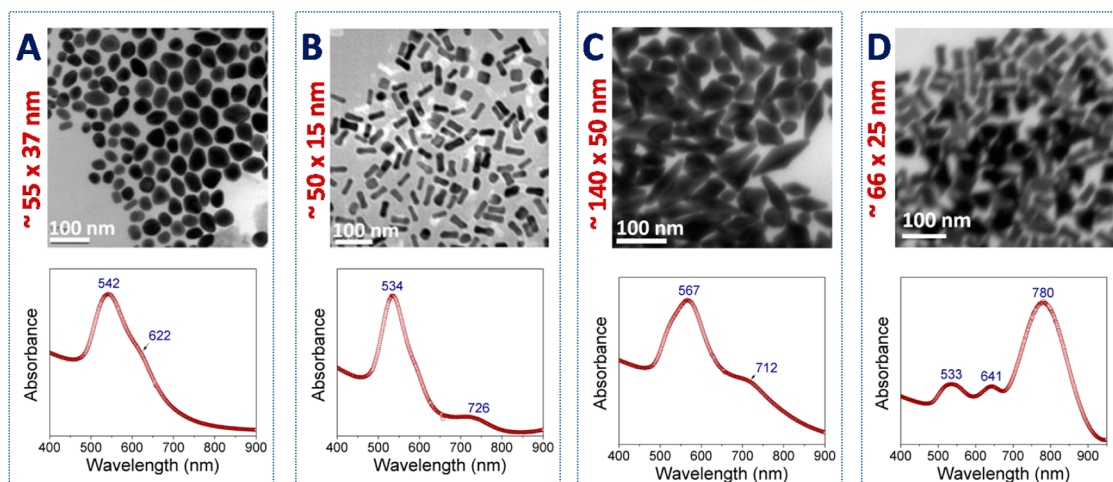 A
~ 55 x 37 nm
100 nm
542
622
Absorbance
400 500 600 700 800 900
Wavelength (nm)
B
~ 50 x 15 nm
100 nm
534
726
Absorbance
400 500 600 700 800 900
Wavelength (nm)
C
~ 140 x 50 nm
100 nm
567
712
Absorbance
400 500 600 700 800 900
Wavelength (nm)
D
~ 66 x 25 nm
100 nm
780
533
641
Absorbance
400 500 600 700 800 900
Wavelength (nm)